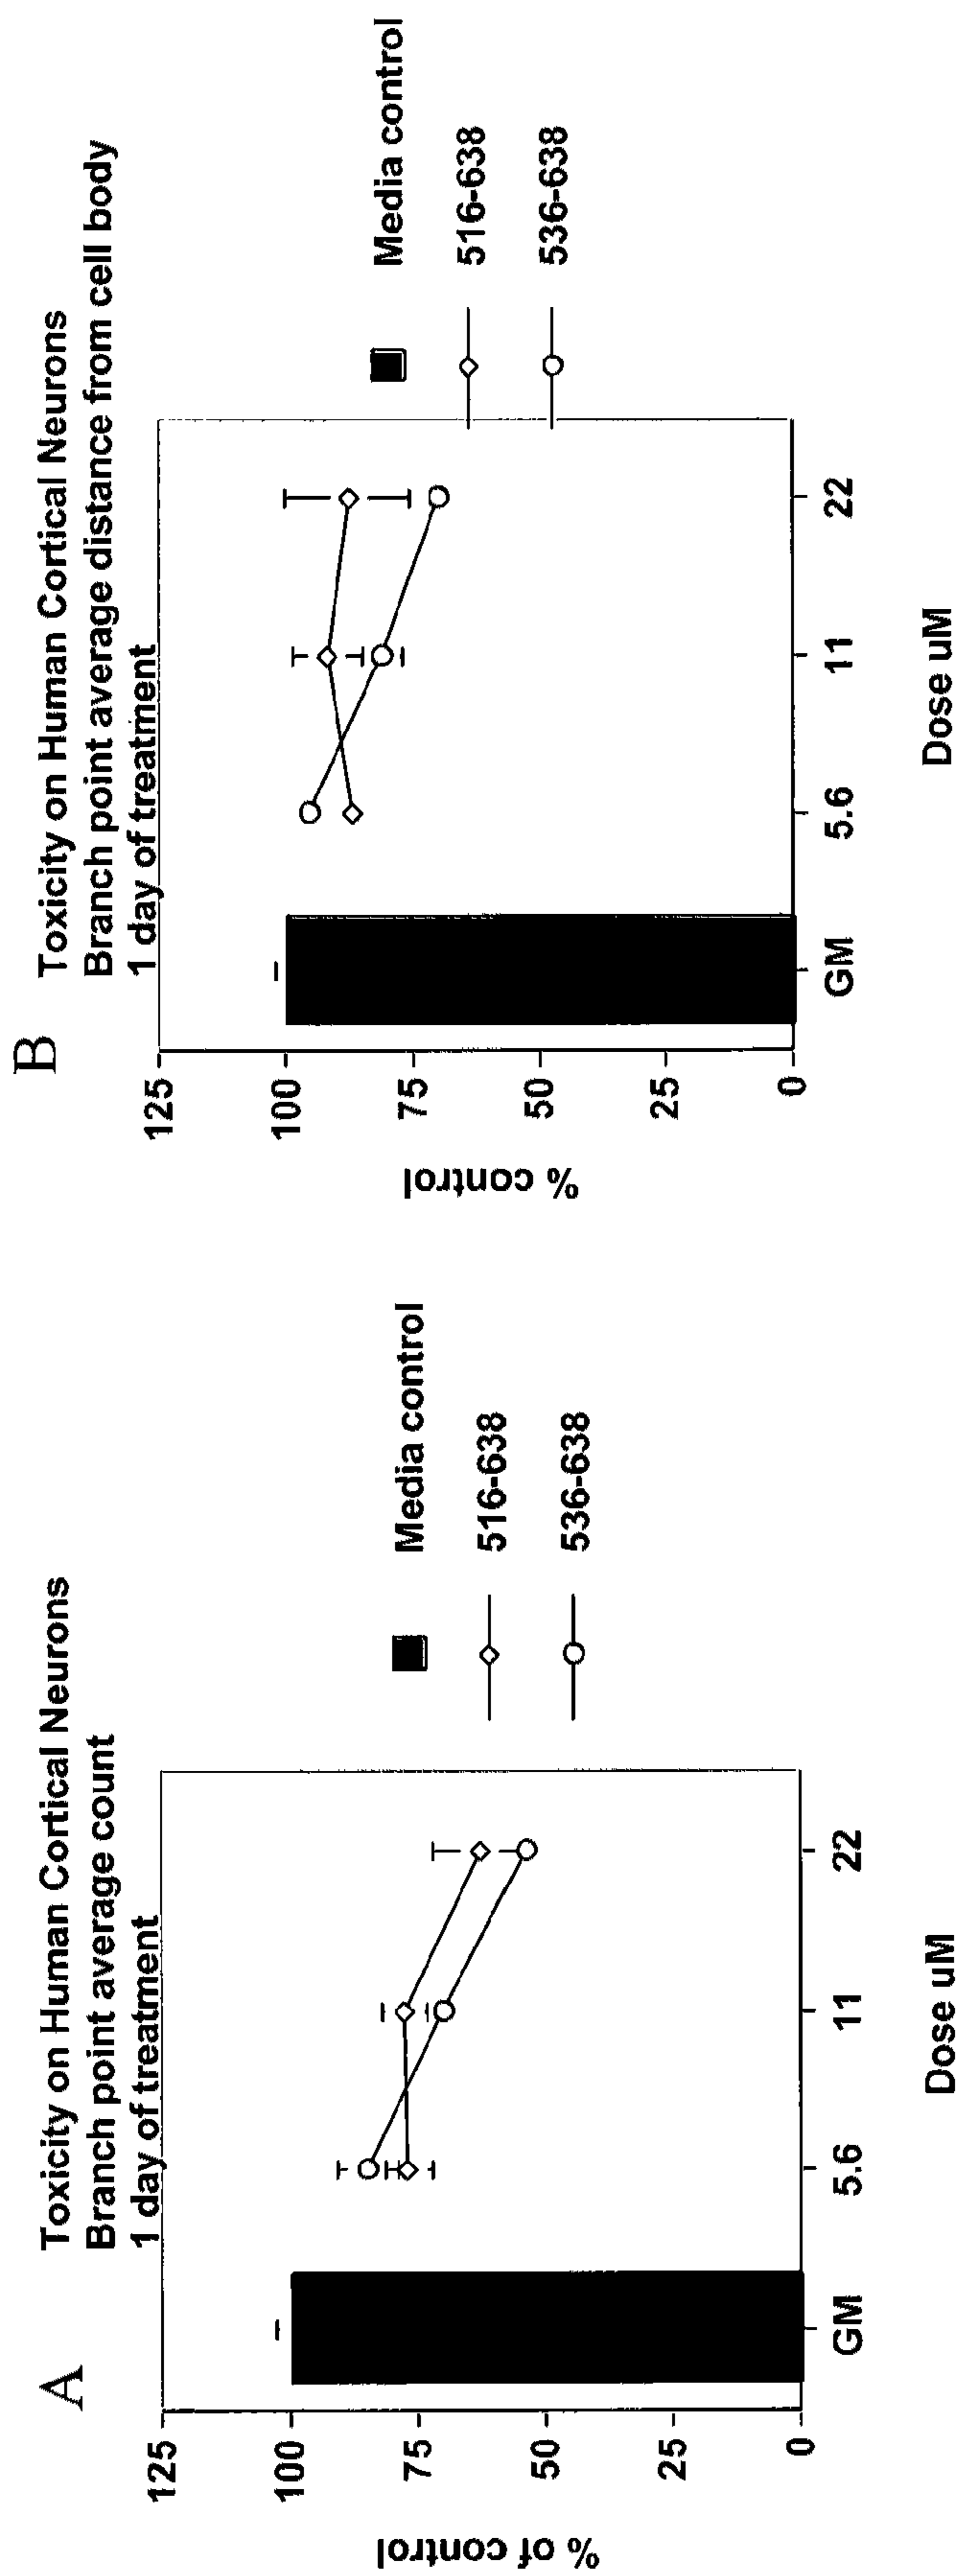 A
Toxicity on Human Cortical Neurons
Branch point average count
1 day of treatment
% of control
125
100
75
50
25
0
GM
5.6
11
22
Dose uM
Media control
516-638
536-638
B
Toxicity on Human Cortical Neurons
Branch point average distance from cell body
1 day of treatment
% control
125
100
75
50
25
0
GM
5.6
11
22
Dose uM
Media control
516-638
536-638